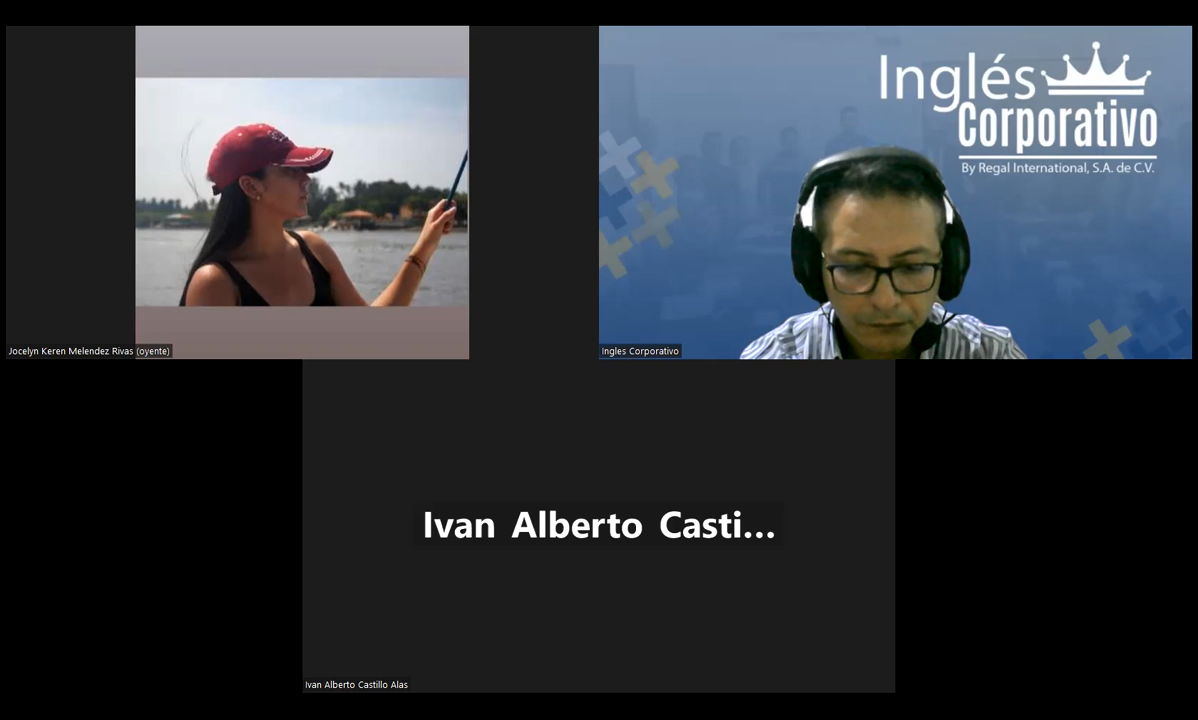 Inglés
Corporativo
By Regal International, S.A. de C.V.
Jocelyn Keren Melendez Rivas (oyente)
Ingles Corporativo
Ivan Alberto Casti...
Ivan Alberto Castillo Alas